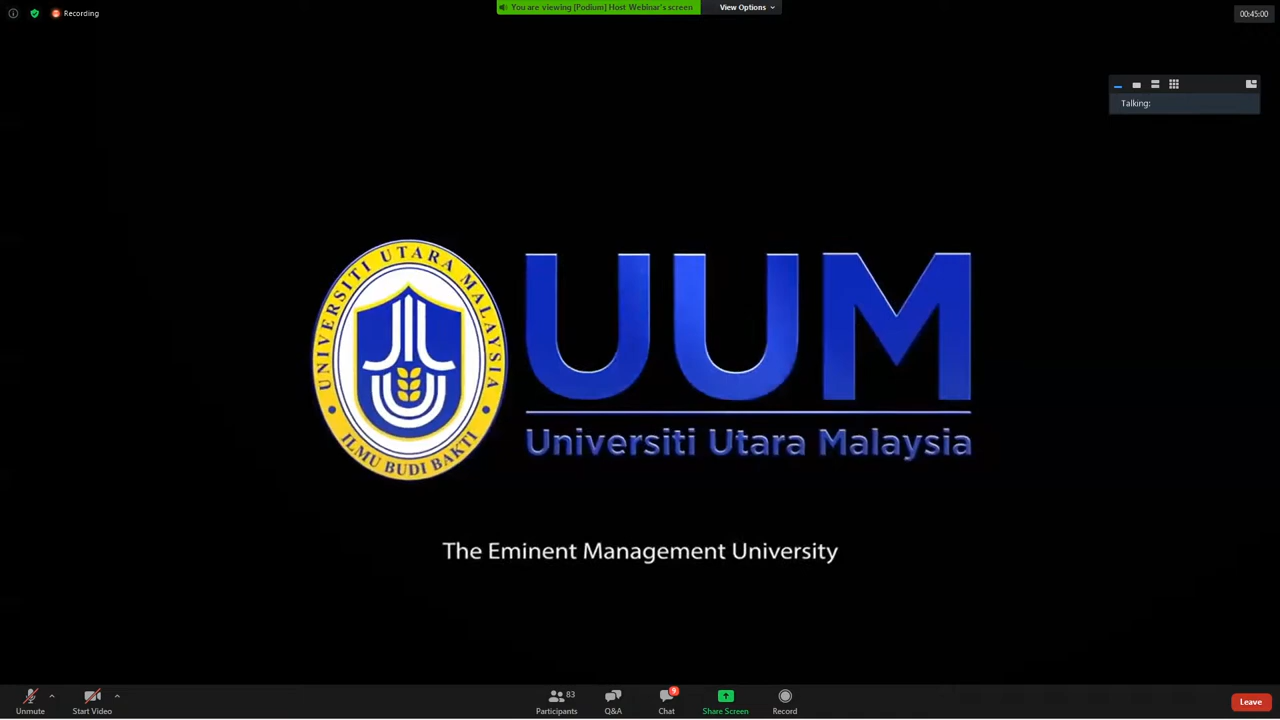 Recording
You are viewing [Podium] Host Webinar's screen
View Options
00:45:00
Talking:
UNIVERSITI UTARA MALAYSIA
ILMU BUDI BAKTI
UUM
Universiti Utara Malaysia
The Eminent Management University
Unmute
Start Video
83
Participants
Q&A
9
Chat
Share Screen
Record
Leave